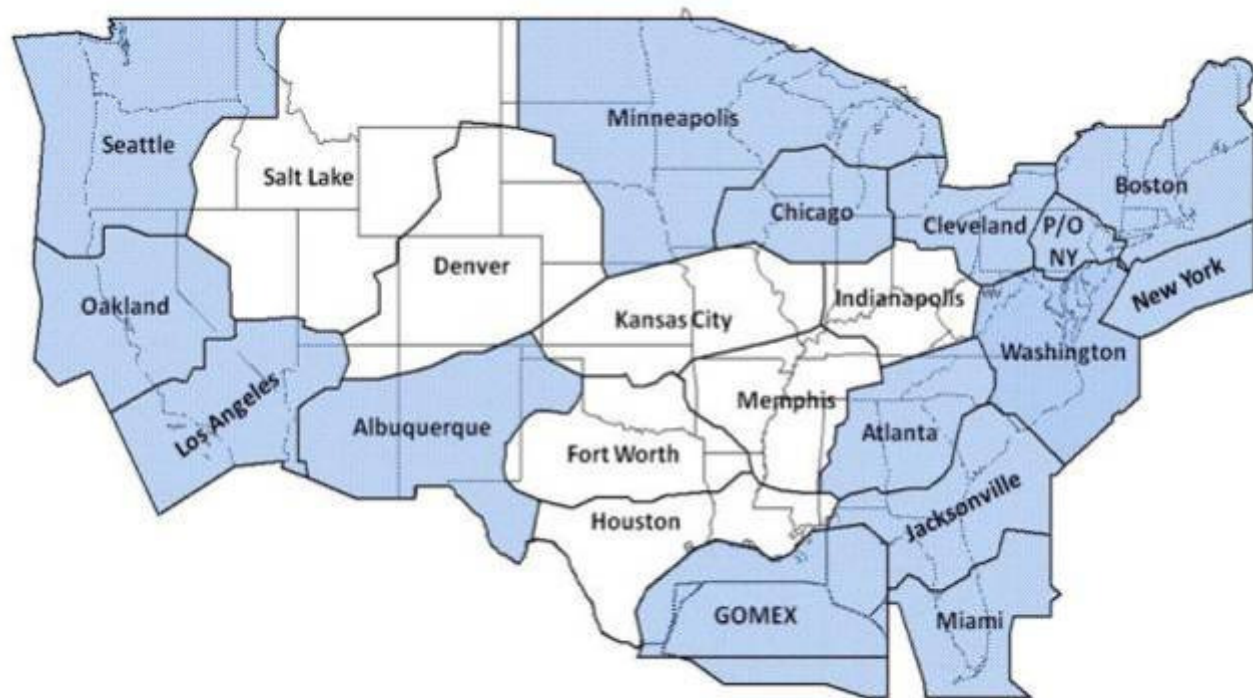 Minneapolis
Seattle
Salt Lake
Boston
Chicago
Cleveland
P/O
NY
Denver
New York
Oakland
Indianapolis
Kansas City
Washington
Los Angeles
Memphis
Albuquerque
Atlanta
Fort Worth
Jacksonville
Houston
GOMEX
Miami